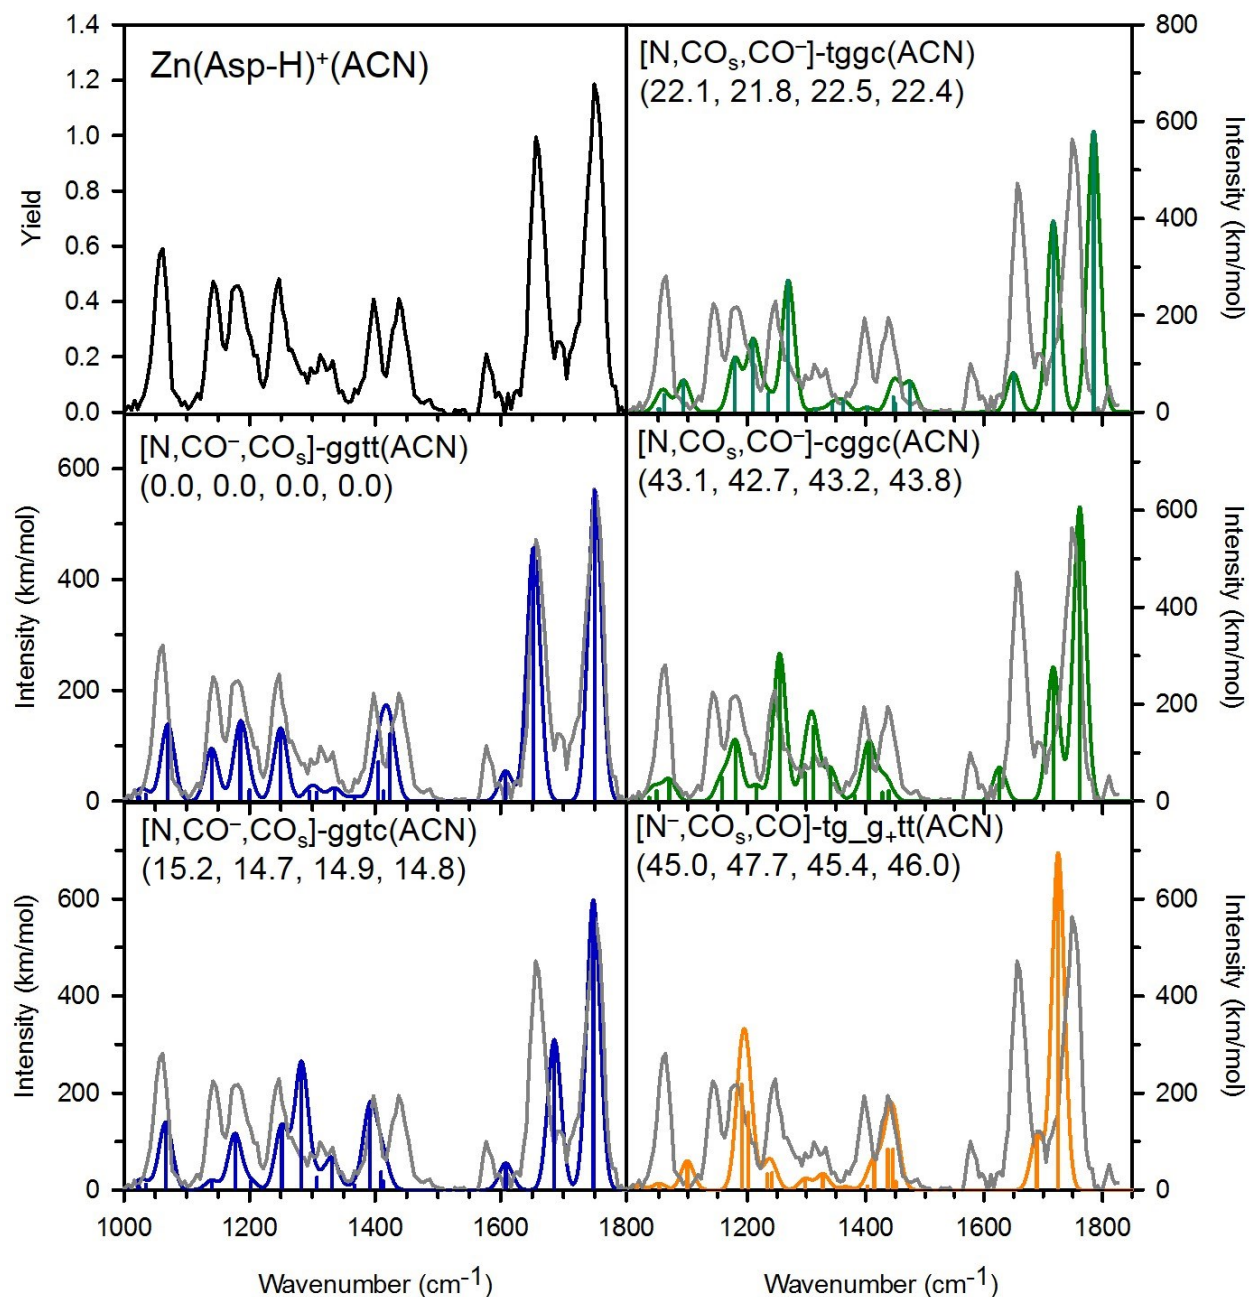 Zn(Asp-H)⁺(ACN)
1.4
1.2
1.0
0.8
0.6
0.4
0.2
0.0
Yield
[N,COₛ,CO⁻]-tggc(ACN)
(22.1, 21.8, 22.5, 22.4)
800
600
400
200
0
Intensity (km/mol)
[N,CO⁻,COₛ]-ggtt(ACN)
(0.0, 0.0, 0.0, 0.0)
600
400
200
0
Intensity (km/mol)
[N,COₛ,CO⁻]-cggc(ACN)
(43.1, 42.7, 43.2, 43.8)
600
400
200
0
Intensity (km/mol)
[N,CO⁻,COₛ]-ggtc(ACN)
(15.2, 14.7, 14.9, 14.8)
600
400
200
0
Intensity (km/mol)
1000 1200 1400 1600 1800
Wavenumber (cm⁻¹)
[N⁻,COₛ,CO]-tg_g₊tt(ACN)
(45.0, 47.7, 45.4, 46.0)
600
400
200
0
Intensity (km/mol)
1200 1400 1600 1800
Wavenumber (cm⁻¹)